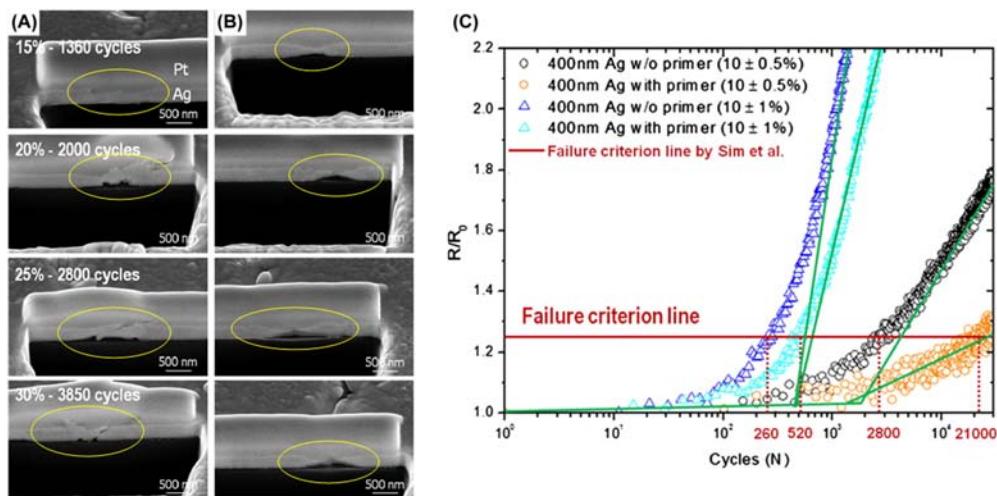 (A)
15% - 1360 cycles
Pt
Ag
500 nm
20% - 2000 cycles
500 nm
25% - 2800 cycles
500 nm
30% - 3850 cycles
500 nm
(B)
500 nm
500 nm
500 nm
500 nm
(C)
2.2
2.0
1.8
1.6
1.4
1.2
1.0
R/R0
400nm Ag w/o primer (10 ± 0.5%)
400nm Ag with primer (10 ± 0.5%)
400nm Ag w/o primer (10 ± 1%)
400nm Ag with primer (10 ± 1%)
Failure criterion line by Sim et al.
Failure criterion line
10^0 10^1 10^2 10^3 10^4
260 520 2800 21000
Cycles (N)